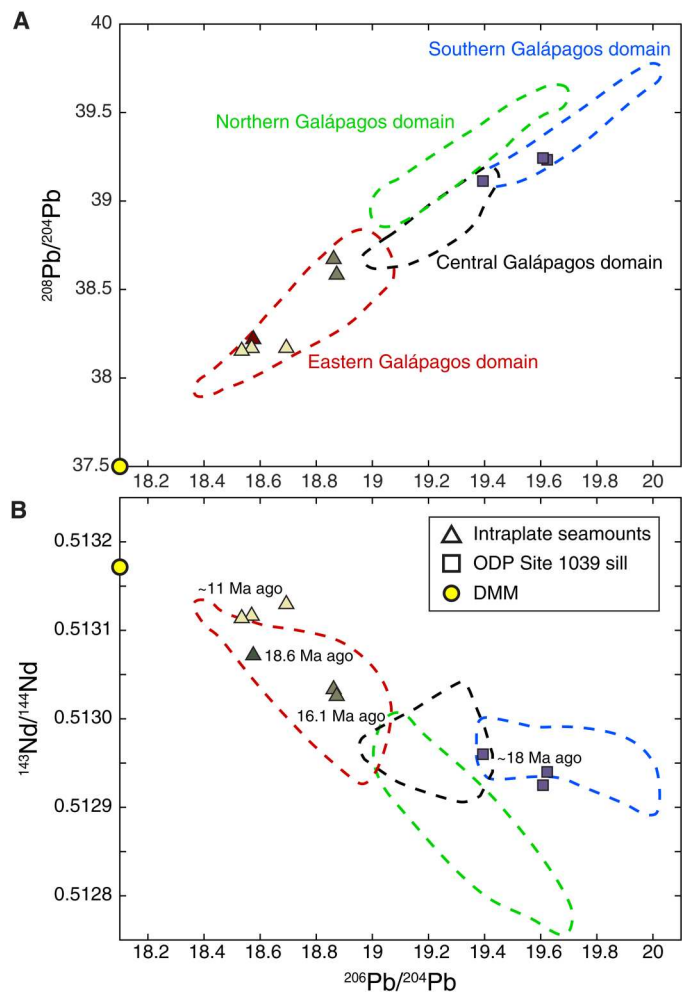 A
40
39.5
39
38.5
38
37.5
208Pb/204Pb
Southern Galápagos domain
Northern Galápagos domain
Central Galápagos domain
Eastern Galápagos domain
18.2 18.4 18.6 18.8 19 19.2 19.4 19.6 19.8 20
B
0.5132
0.5131
0.5130
0.5129
0.5128
143Nd/144Nd
Intraplate seamounts
ODP Site 1039 sill
DMM
~11 Ma ago
18.6 Ma ago
16.1 Ma ago
~18 Ma ago
18.2 18.4 18.6 18.8 19 19.2 19.4 19.6 19.8 20
206Pb/204Pb